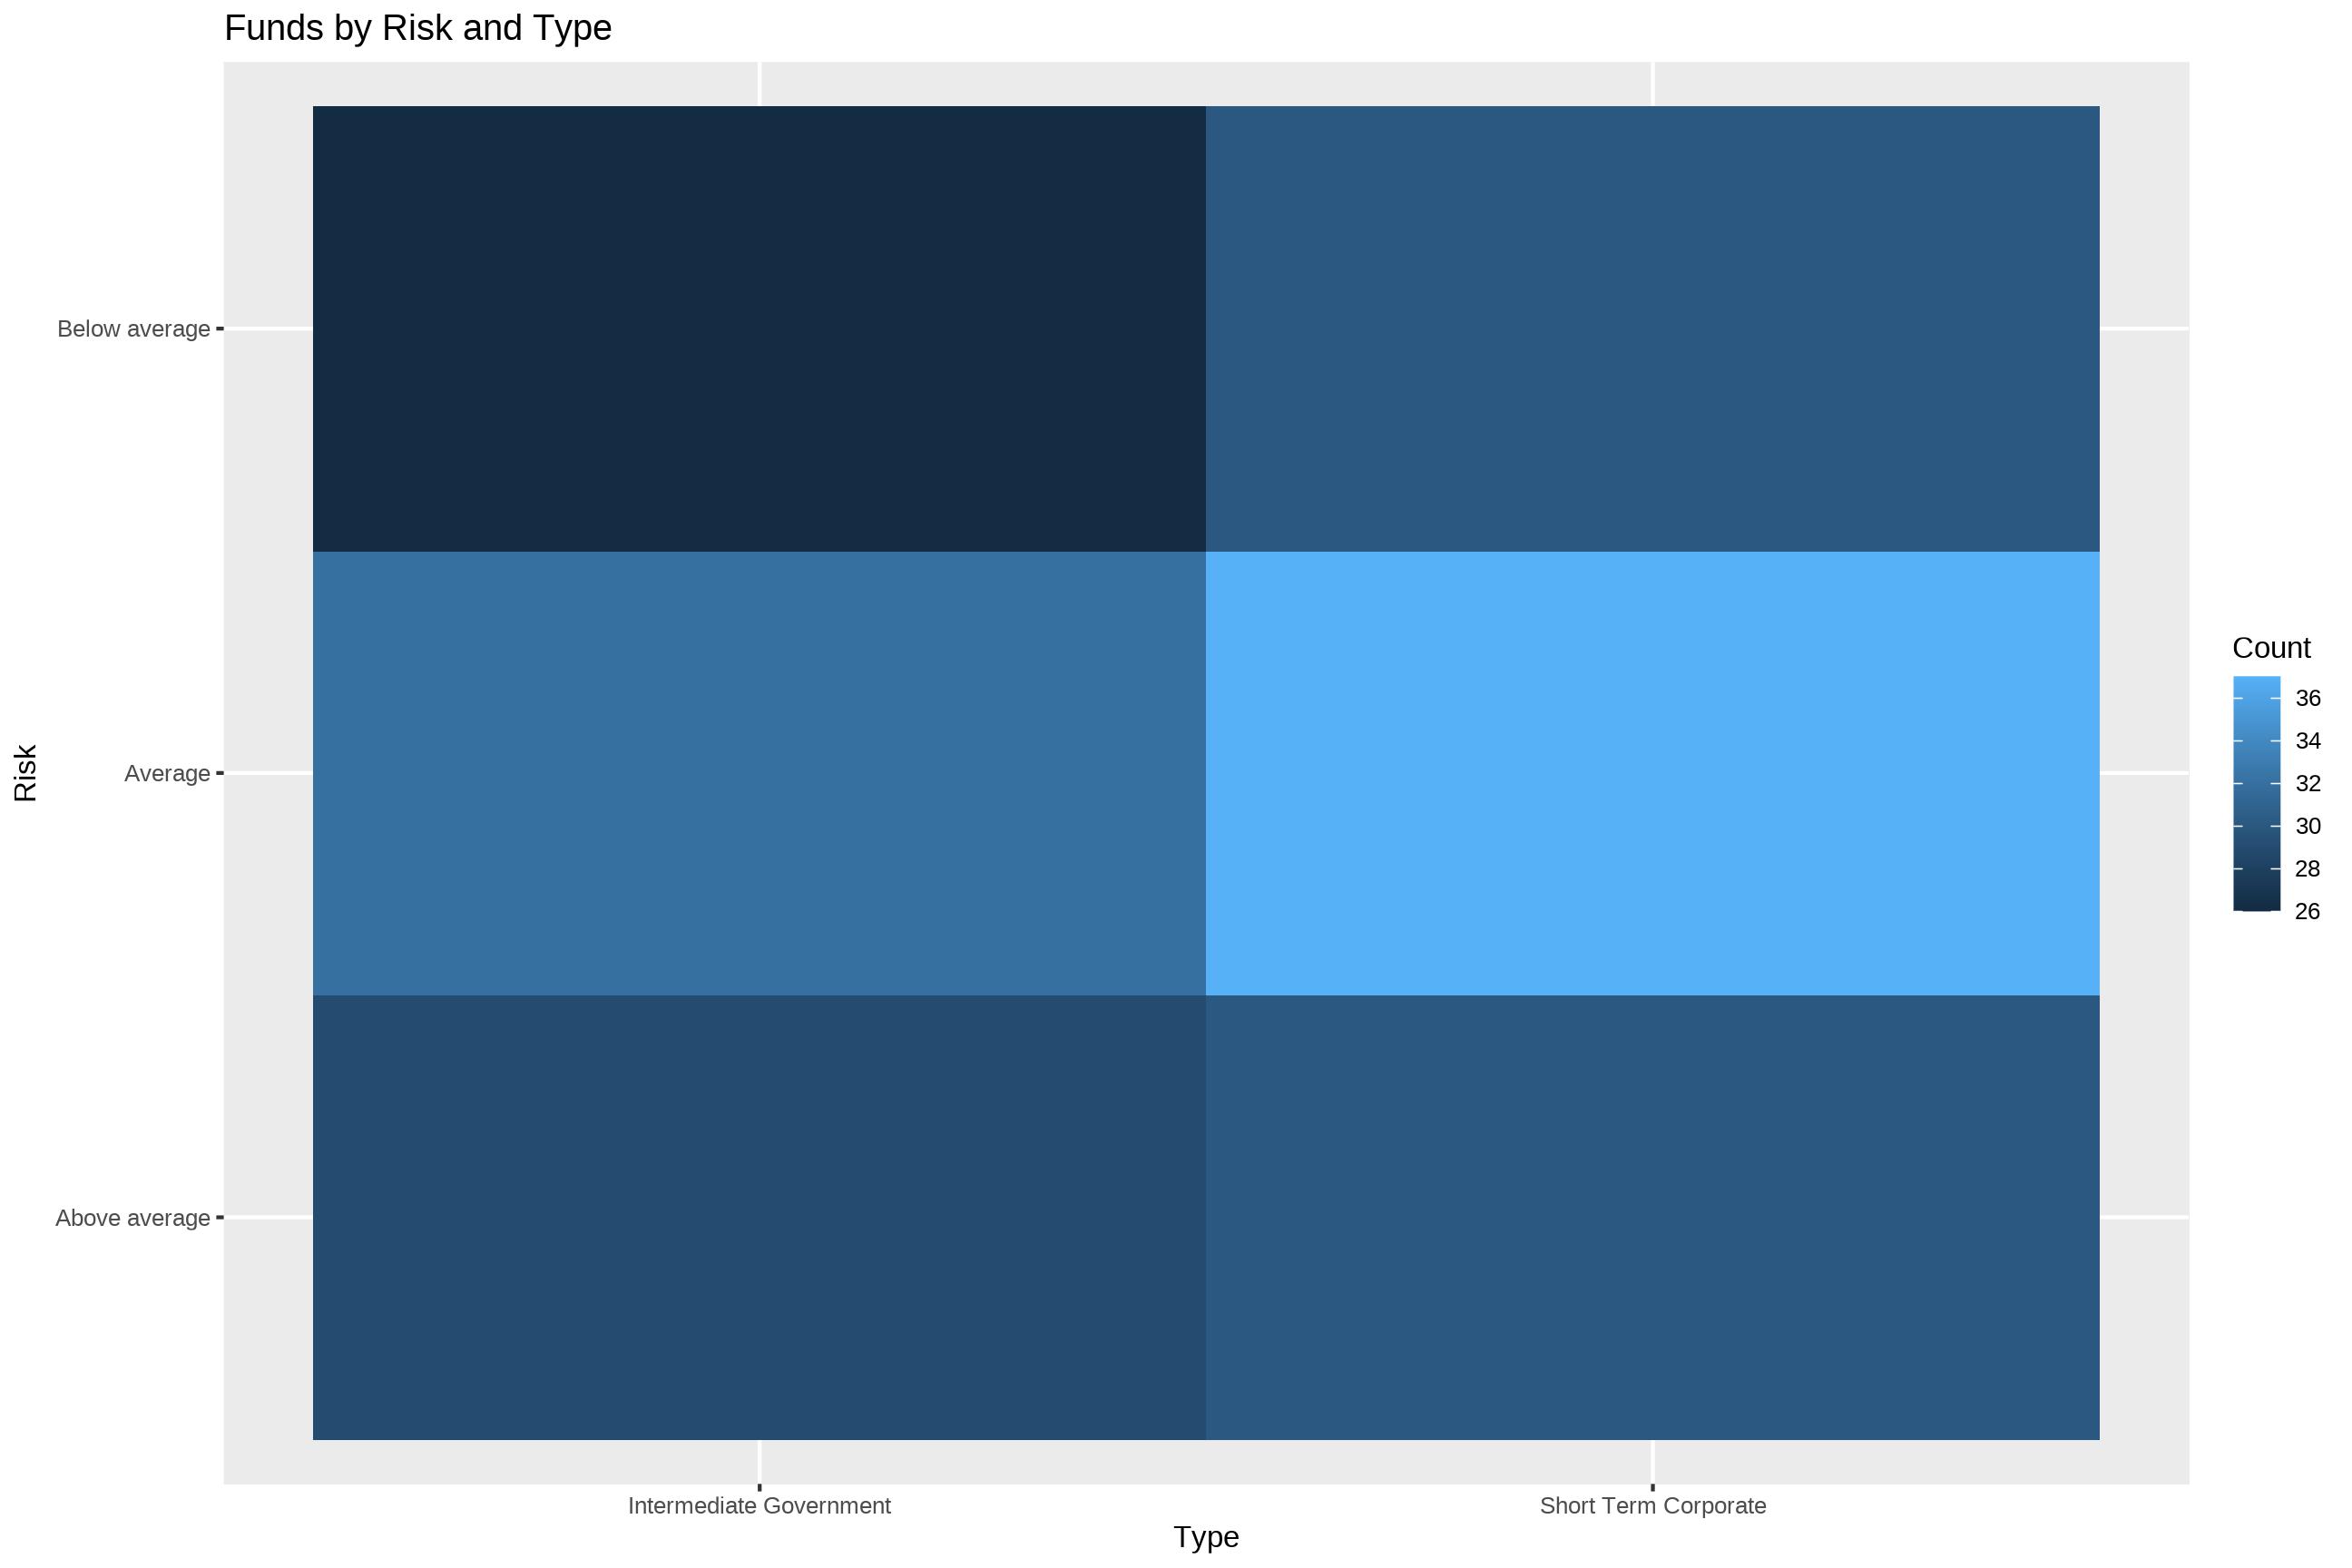 Funds by Risk and Type
Below average
Average
Above average
Risk
Intermediate Government
Short Term Corporate
Type
Count
36
34
32
30
28
26